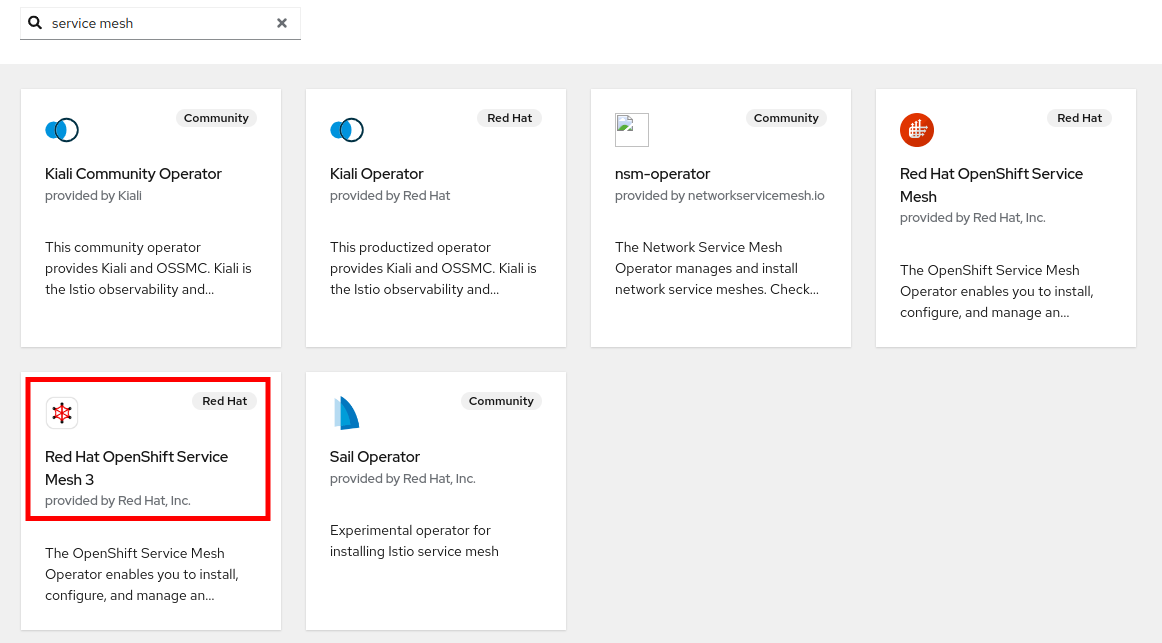 service mesh
Community
Kiali Community Operator
provided by Kiali
This community operator
provides Kiali and OSSMC. Kiali is
the Istio observability and...
Red Hat
Kiali Operator
provided by Red Hat
This productized operator
provides Kiali and OSSMC. Kiali is
the Istio observability and...
Community
nsm-operator
provided by networkservicemesh.io
The Network Service Mesh
Operator manages and install
network service meshes. Check...
Red Hat
Red Hat OpenShift Service
Mesh
provided by Red Hat, Inc.
The OpenShift Service Mesh
Operator enables you to install,
configure, and manage an...
Red Hat
Red Hat OpenShift Service
Mesh 3
provided by Red Hat, Inc.
The OpenShift Service Mesh
Operator enables you to install,
configure, and manage an...
Community
Sail Operator
provided by Red Hat, Inc.
Experimental operator for
installing Istio service mesh